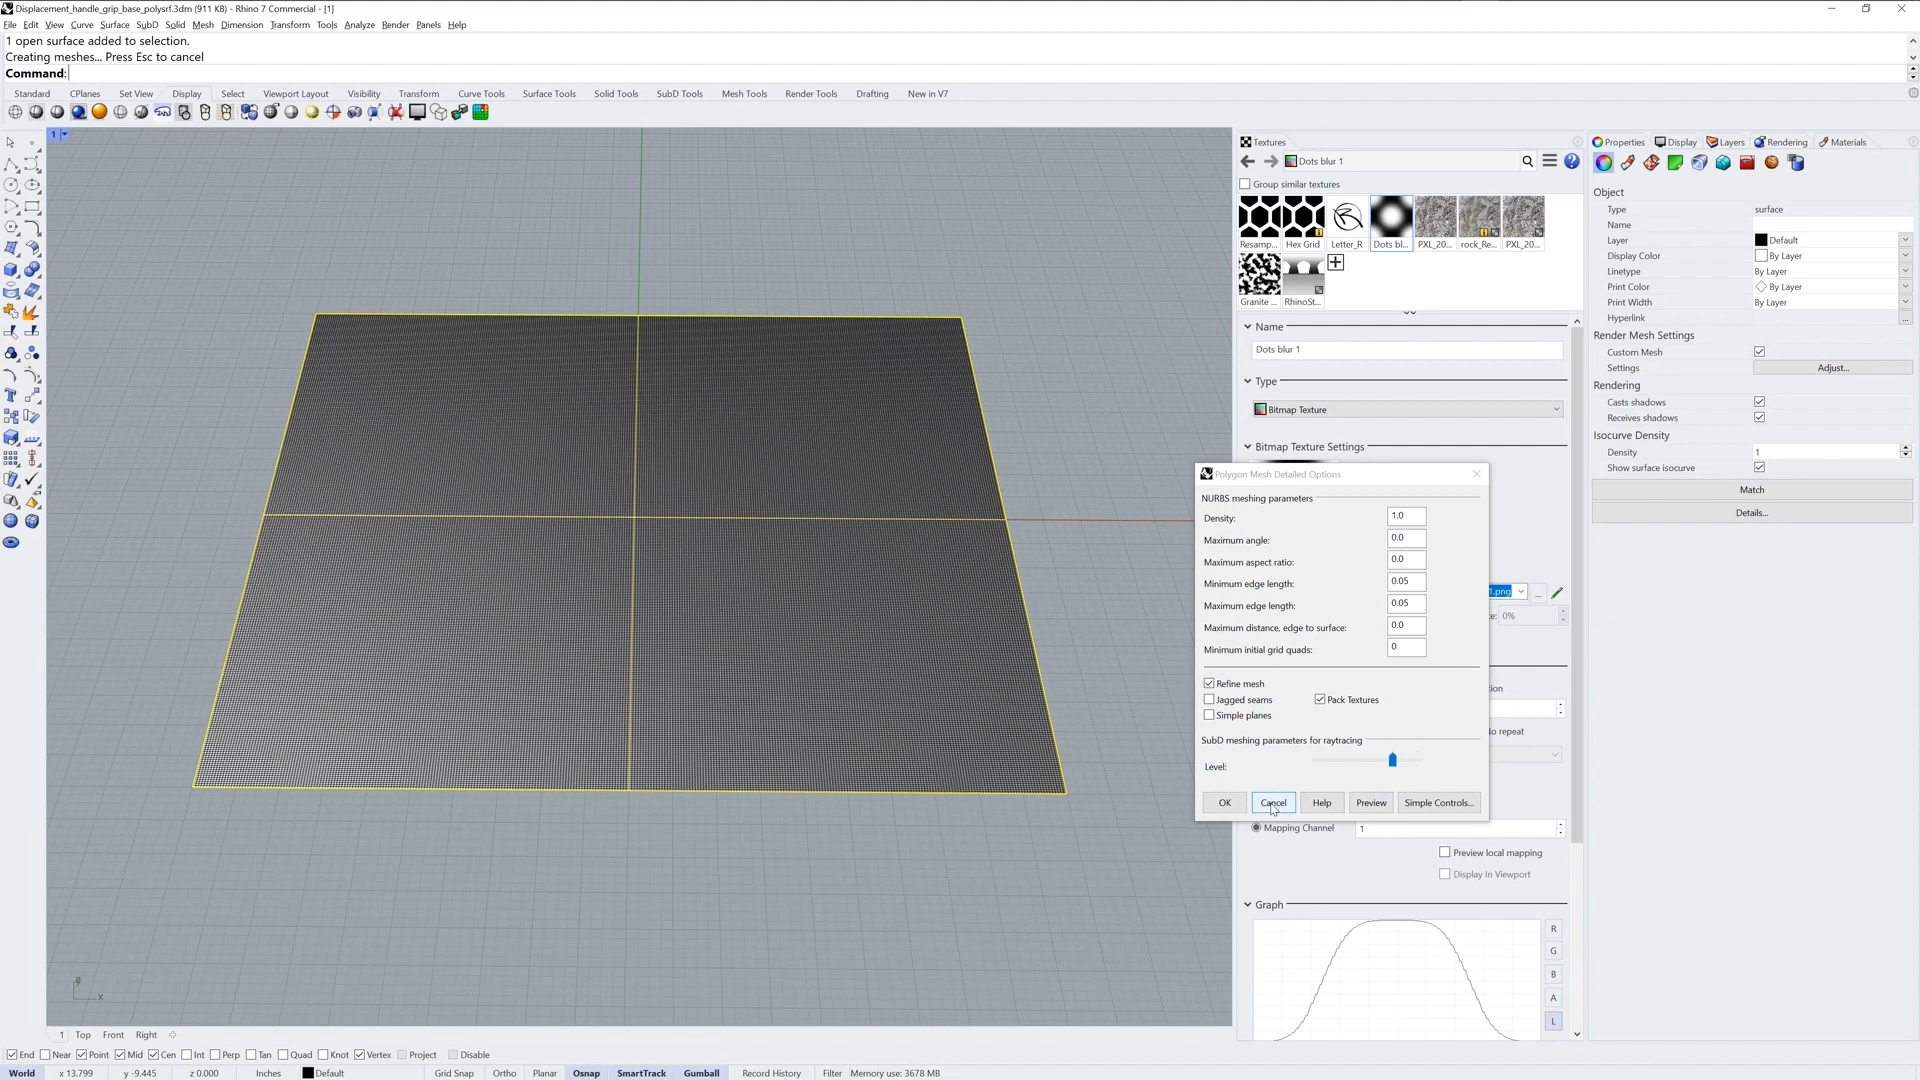 Displacement_handle_grip_base_polysrf.3dm (911 KB) - Rhino 7 Commercial - [1]
File Edit View Curve Surface SubD Solid Mesh Dimension Transform Tools Analyze Render Panels Help
1 open surface added to selection.
Creating meshes... Press Esc to cancel
Command:
Standard CPlanes Set View Display Select Viewport Layout Visibility Transform Curve Tools Surface Tools Solid Tools SubD Tools Mesh Tools Render Tools Drafting New in V7
1
Textures
Dots blur 1
Group similar textures
Resamp... Hex Grid Letter_R Dots bl... PXL_20... rock_Re... PXL_20...
Granite ... RhinoSt...
Name
Dots blur 1
Type
Bitmap Texture
Bitmap Texture Settings
1.png ...
0%
Polygon Mesh Detailed Options
NURBS meshing parameters
Density: 1.0
Maximum angle: 0.0
Maximum aspect ratio: 0.0
Minimum edge length: 0.05
Maximum edge length: 0.05
Maximum distance, edge to surface: 0.0
Minimum initial grid quads: 0
Refine mesh
Jagged seams Pack Textures
Simple planes
SubD meshing parameters for raytracing
Level:
OK Cancel Help Preview Simple Controls...
Mapping Channel 1
Preview local mapping
Display In Viewport
Graph
R
G
B
A
L
Properties Display Layers Rendering Materials
Object
Type surface
Name
Layer Default
Display Color By Layer
Linetype By Layer
Print Color By Layer
Print Width By Layer
Hyperlink ...
Render Mesh Settings
Custom Mesh
Settings Adjust...
Rendering
Casts shadows
Receives shadows
Isocurve Density
Density 1
Show surface isocurve
Match
Details...
y
x
1 Top Front Right
End Near Point Mid Cen Int Perp Tan Quad Knot Vertex Project Disable
World x 13.799 y -9.445 z 0.000 Inches Default Grid Snap Ortho Planar Osnap SmartTrack Gumball Record History Filter Memory use: 3678 MB